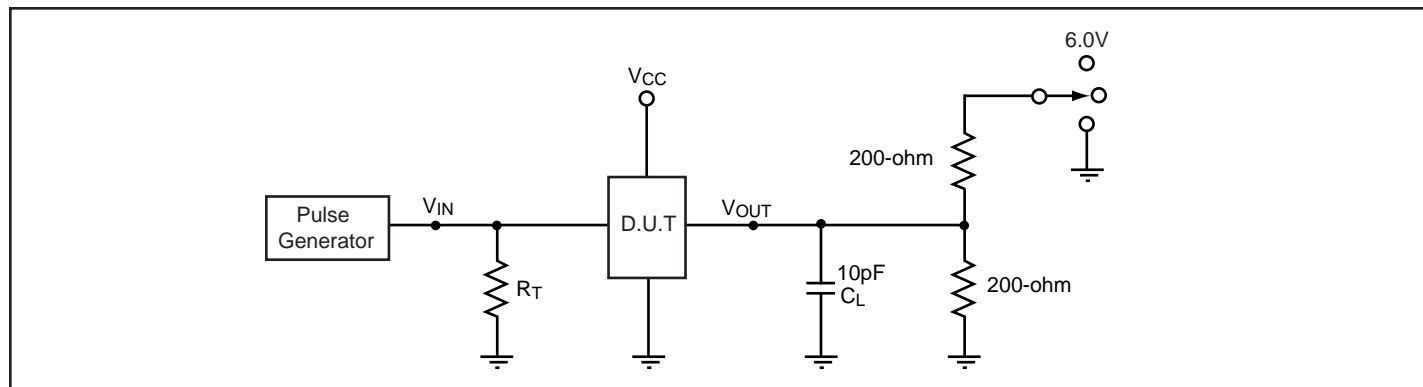 6.0V
VCC
200-ohm
Pulse
Generator
VIN
D.U.T
VOUT
RT
10pF
CL
200-ohm